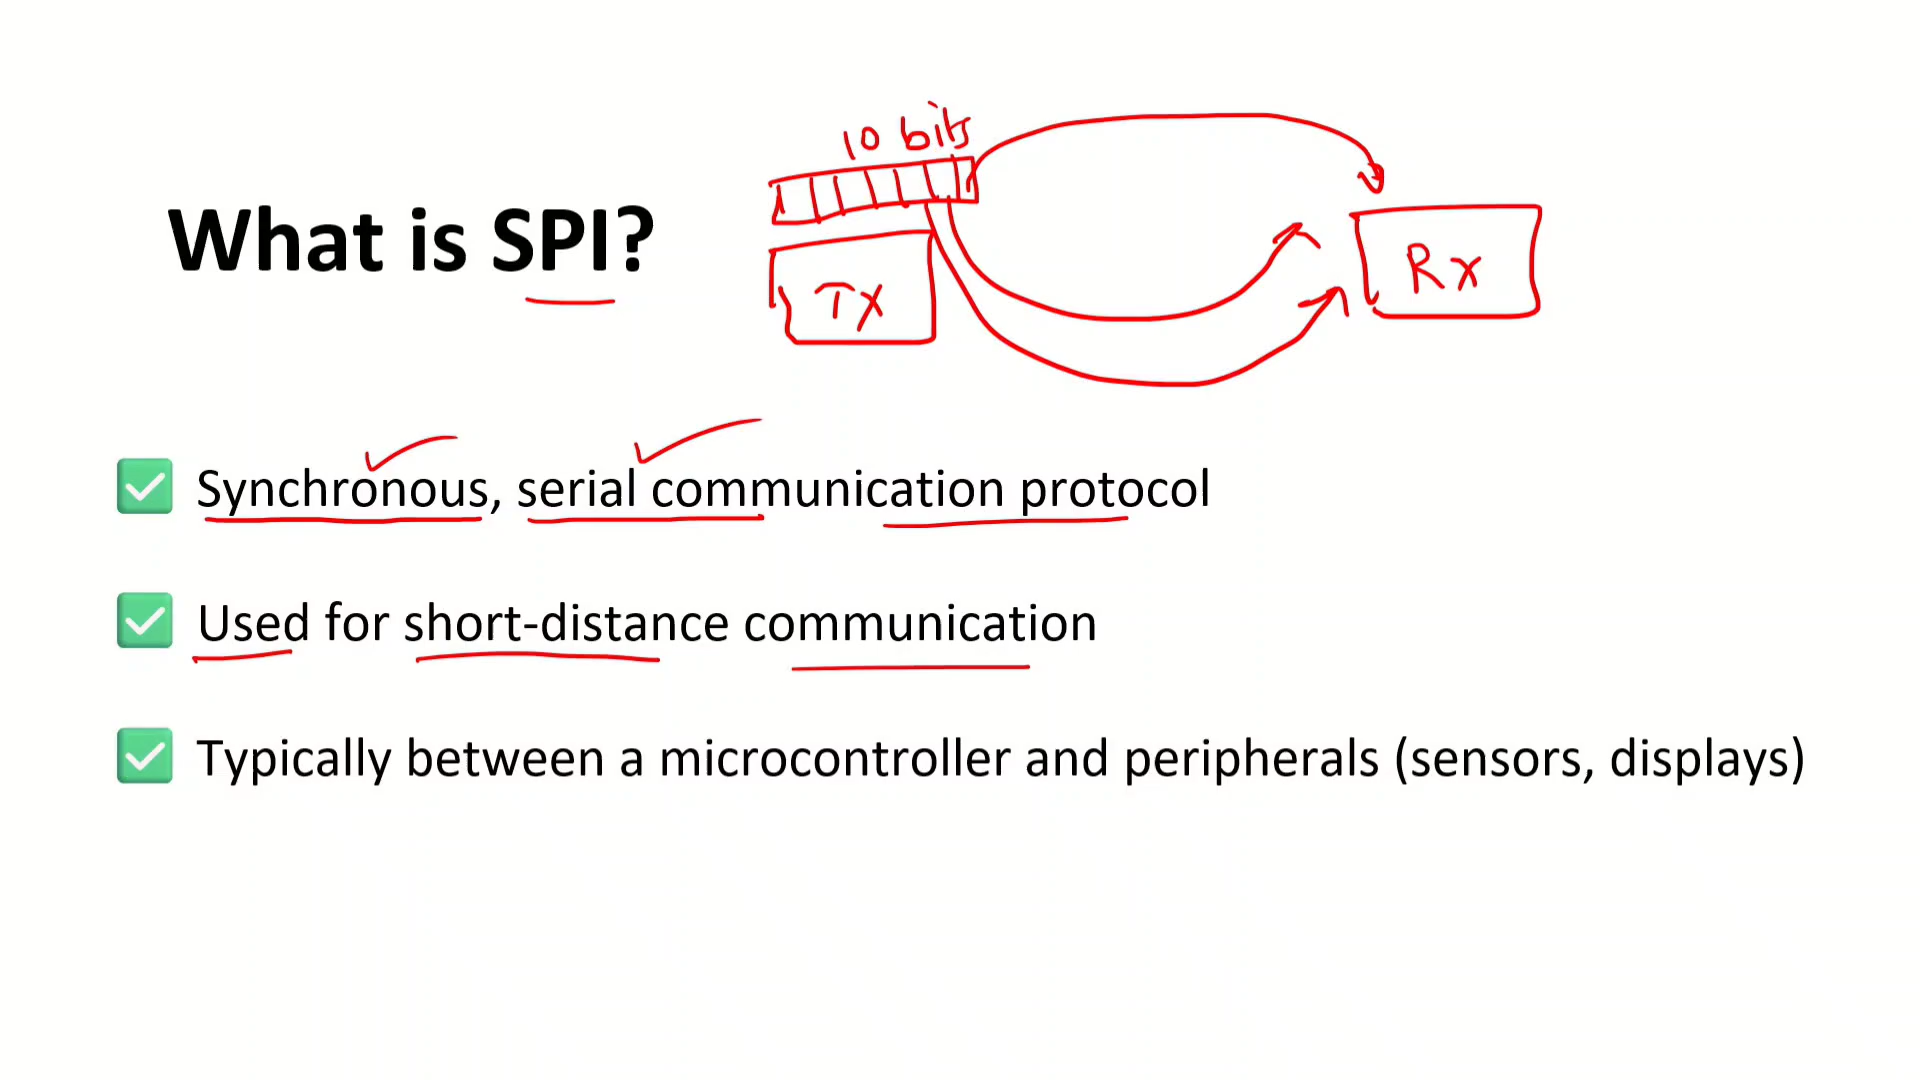 10 bits
What is SPI?
TX
Rx
Synchronous, serial communication protocol
Used for short-distance communication
Typically between a microcontroller and peripherals (sensors, displays)